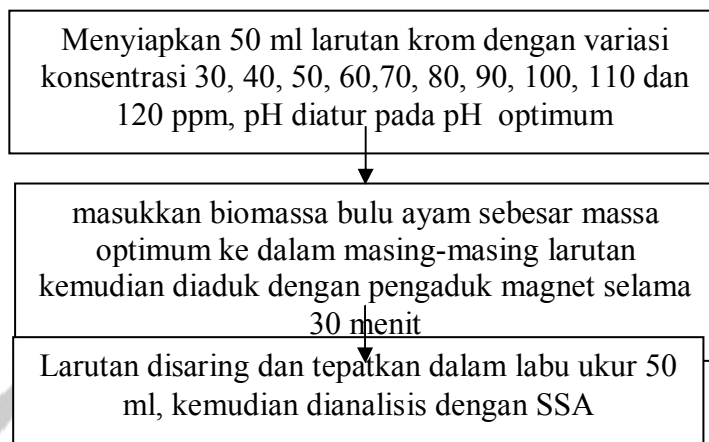 Menyiapkan 50 ml larutan krom dengan variasi
konsentrasi 30, 40, 50, 60,70, 80, 90, 100, 110 dan
120 ppm, pH diatur pada pH optimum
masukkan biomassa bulu ayam sebesar massa
optimum ke dalam masing-masing larutan
kemudian diaduk dengan pengaduk magnet selama
30 menit
Larutan disaring dan tepatkan dalam labu ukur 50
ml, kemudian dianalisis dengan SSA